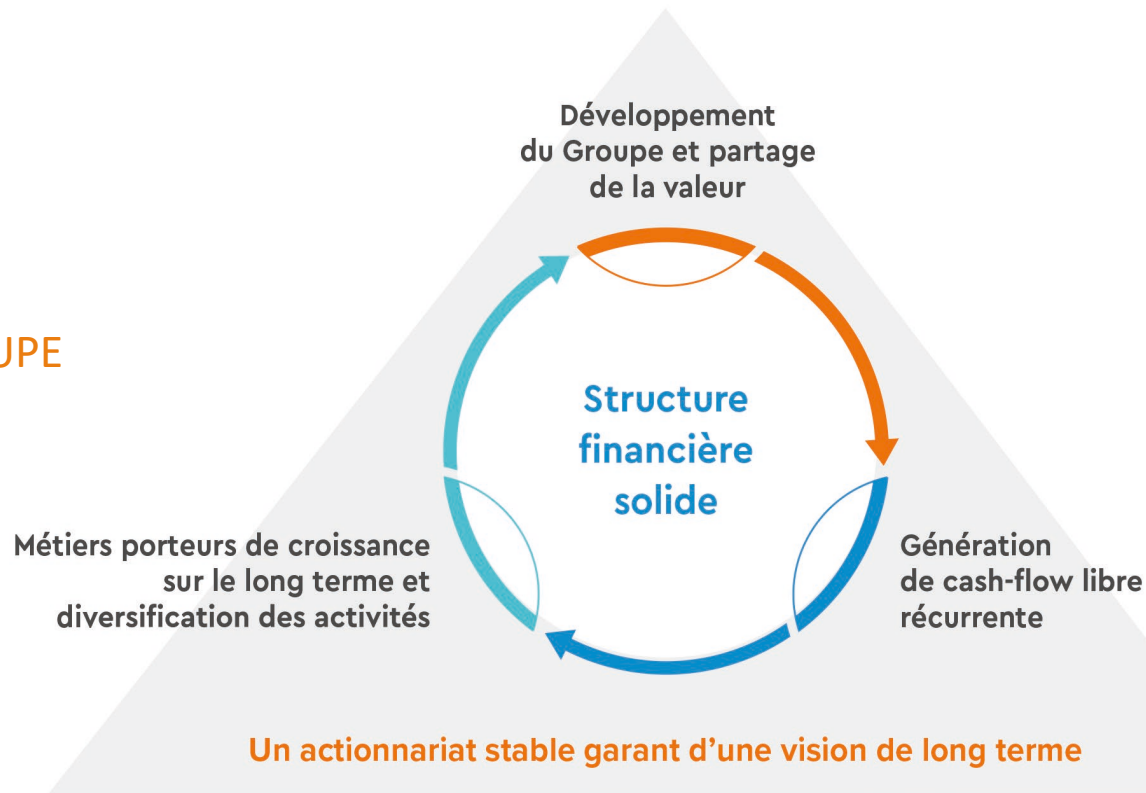 Développement
du Groupe et partage
de la valeur
UPE
Structure
financière
solide
Métiers porteurs de croissance
sur le long terme et
diversification des activités
Génération
de cash-flow libre
récurrente
Un actionnariat stable garant d’une vision de long terme